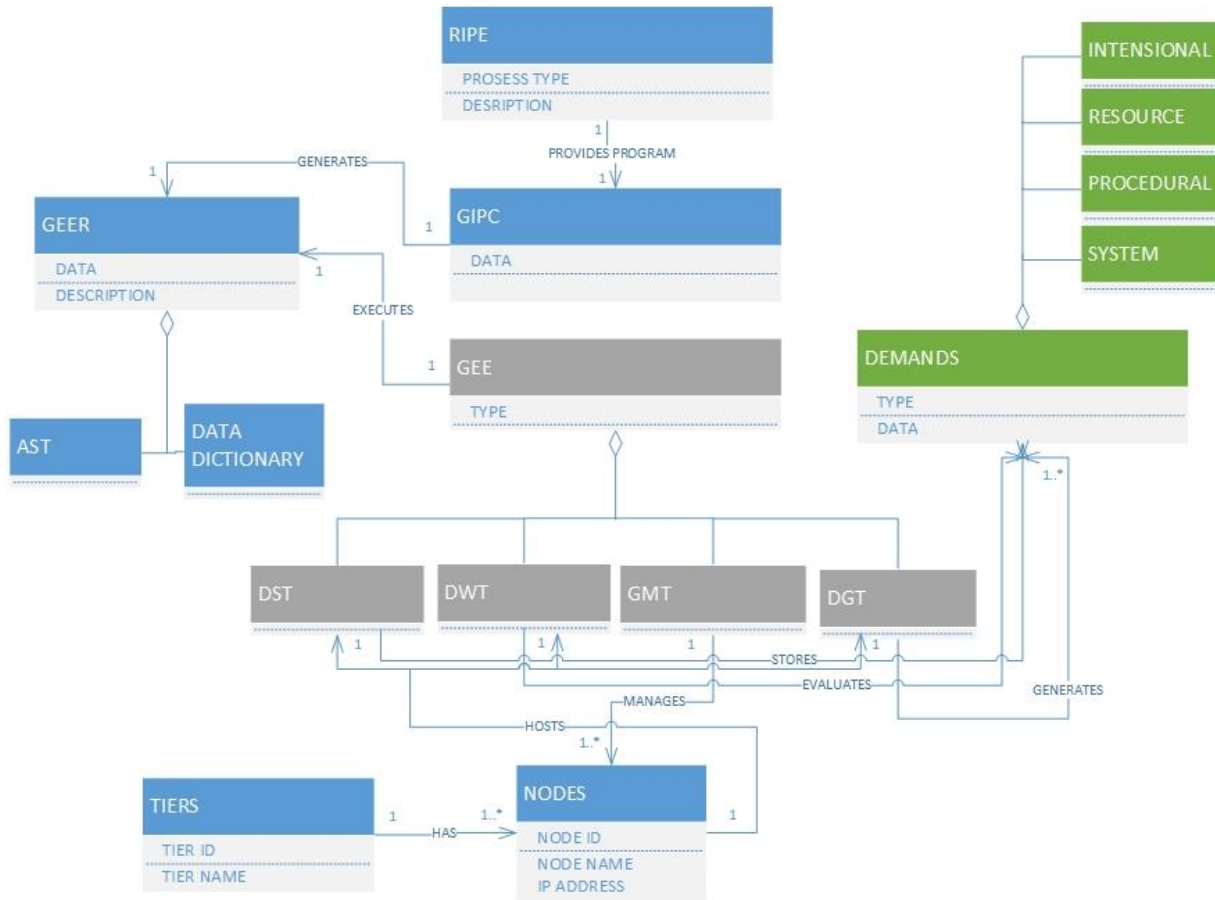 RIPE
PROSESS TYPE
DESRIPTION
1
PROVIDES PROGRAM
1
INTENSIONAL
RESOURCE
PROCEDURAL
SYSTEM
GENERATES
1
GEER
DATA
DESCRIPTION
1
GIPC
DATA
1
EXECUTES
1
GEE
TYPE
DEMANDS
TYPE
DATA
1..*
AST
DATA
DICTIONARY
DST
DWT
GMT
DGT
1
1
1
1
STORES
EVALUATES
GENERATES
MANAGES
HOSTS
1..*
TIERS
TIER ID
TIER NAME
1
HAS
1..*
NODES
NODE ID
NODE NAME
IP ADDRESS
1